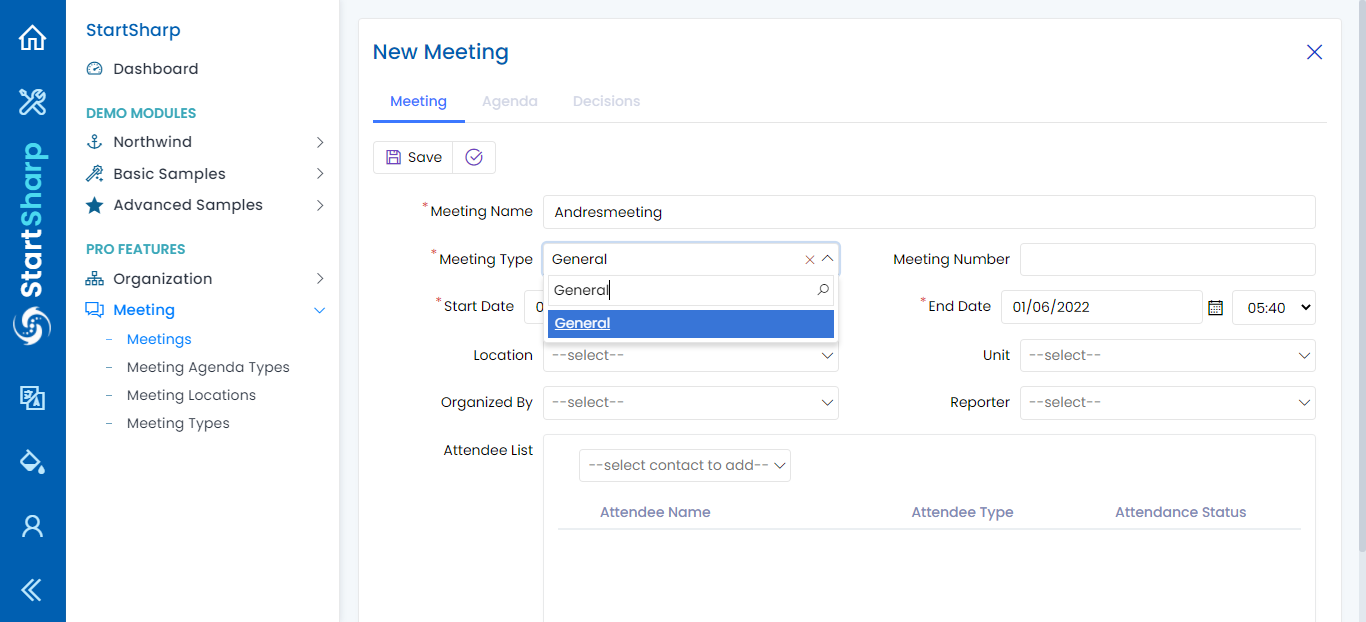 StartSharp
StartSharp
Dashboard
DEMO MODULES
Northwind
Basic Samples
Advanced Samples
PRO FEATURES
Organization
Meeting
Meetings
Meeting Agenda Types
Meeting Locations
Meeting Types
New Meeting
Meeting Agenda Decisions
Save
*Meeting Name Andresmeeting
*Meeting Type General Meeting Number
General
General
*Start Date 0 *End Date 01/06/2022 05:40
Location --select-- Unit --select--
Organized By --select-- Reporter --select--
Attendee List
--select contact to add--
Attendee Name Attendee Type Attendance Status